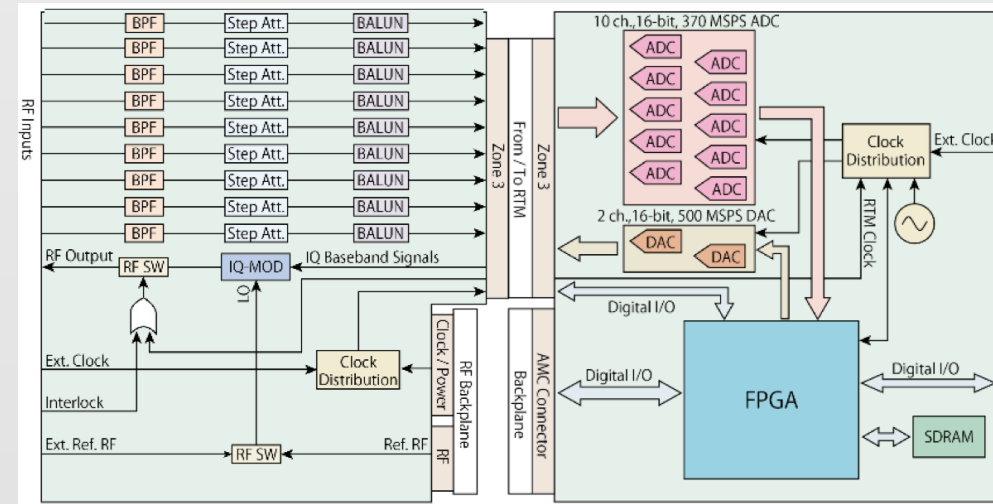 RF Inputs
BPF Step Att. BALUN
BPF Step Att. BALUN
BPF Step Att. BALUN
BPF Step Att. BALUN
BPF Step Att. BALUN
BPF Step Att. BALUN
BPF Step Att. BALUN
BPF Step Att. BALUN
BPF Step Att. BALUN
RF Output
RF SW
IQ-MOD
IQ Baseband Signals
LO
Ext. Clock
Clock
Distribution
Interlock
Ext. Ref. RF
RF SW
Ref. RF
Clock / Power
RF
RF Backplane
Zone 3
From / To RTM
Zone 3
Backplane
AMC Connector
10 ch.,16-bit, 370 MSPS ADC
ADC
ADC
ADC
ADC
ADC
ADC
ADC
ADC
ADC
ADC
2 ch.,16-bit, 500 MSPS DAC
DAC
DAC
Clock
Distribution
Ext. Clock
RTM Clock
Digital I/O
Digital I/O
FPGA
Digital I/O
SDRAM